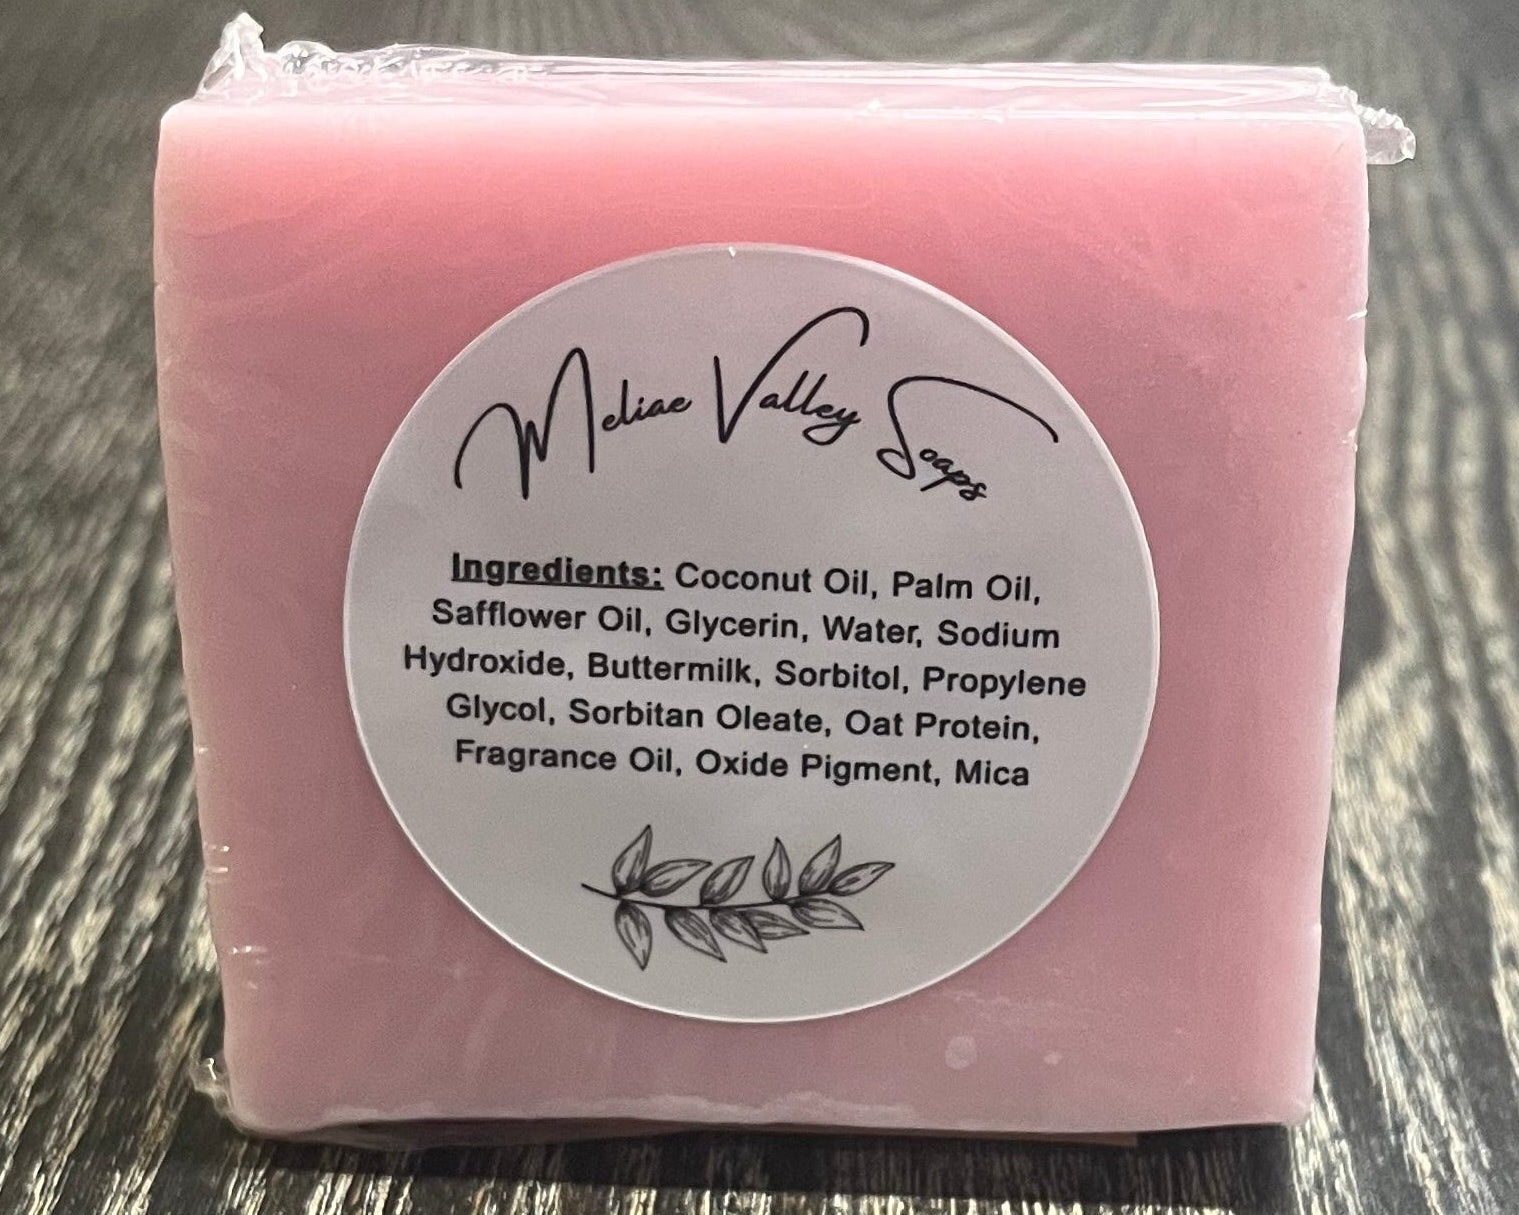 Meliae Valley Soaps
Ingredients: Coconut Oil, Palm Oil,
Safflower Oil, Glycerin, Water, Sodium
Hydroxide, Buttermilk, Sorbitol, Propylene
Glycol, Sorbitan Oleate, Oat Protein,
Fragrance Oil, Oxide Pigment, Mica